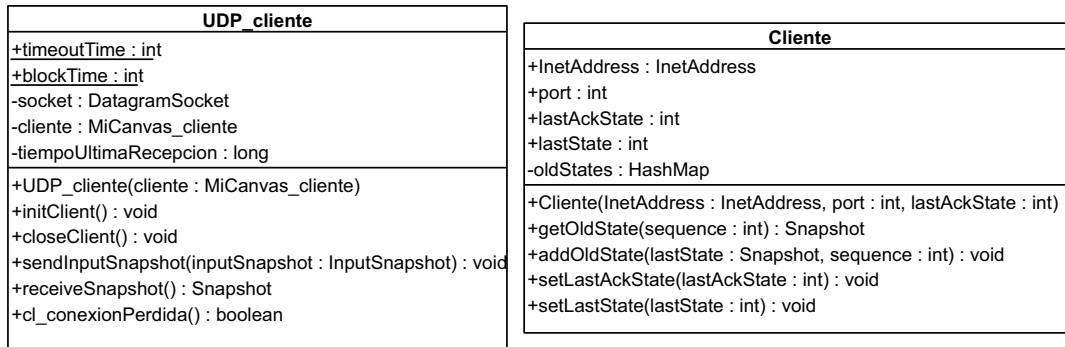 UDP_cliente
+timeoutTime : int
+blockTime : int
-socket : DatagramSocket
-cliente : MiCanvas_cliente
-tiempoUltimaRecepcion : long
+UDP_cliente(cliente : MiCanvas_cliente)
+initClient() : void
+closeClient() : void
+sendInputSnapshot(inputSnapshot : InputSnapshot) : void
+receiveSnapshot() : Snapshot
+cl_conexionPerdida() : boolean
Cliente
+InetAddress : InetAddress
+port : int
+lastAckState : int
+lastState : int
-oldStates : HashMap
+Cliente(InetAddress : InetAddress, port : int, lastAckState : int)
+getOldState(sequence : int) : Snapshot
+addOldState(lastState : Snapshot, sequence : int) : void
+setLastAckState(lastAckState : int) : void
+setLastState(lastState : int) : void